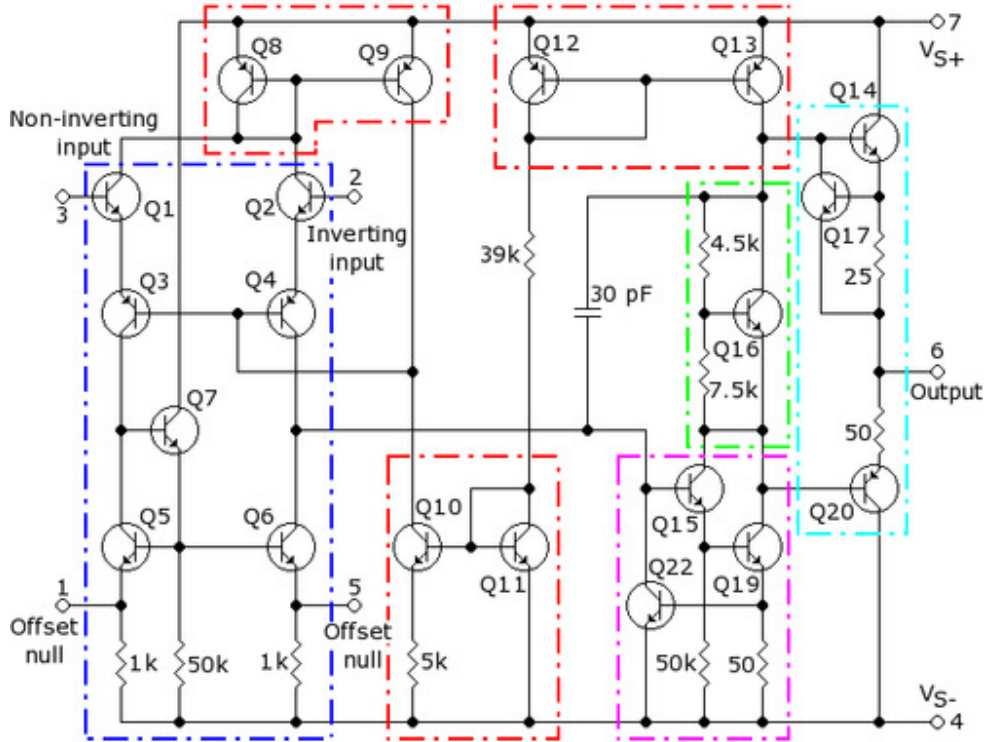 Q8
Q9
Q12
Q13
7
V_S+
Q14
Non-inverting
input
3
Q1
Q2
2
Inverting
input
Q17
4.5k
39k
25
Q3
Q4
30 pF
Q16
6
Output
7.5k
Q7
50
Q5
Q6
Q10
Q11
Q15
Q22
Q19
Q20
1
Offset
null
5
Offset
null
1k
50k
1k
5k
50k
50
V_S-
4